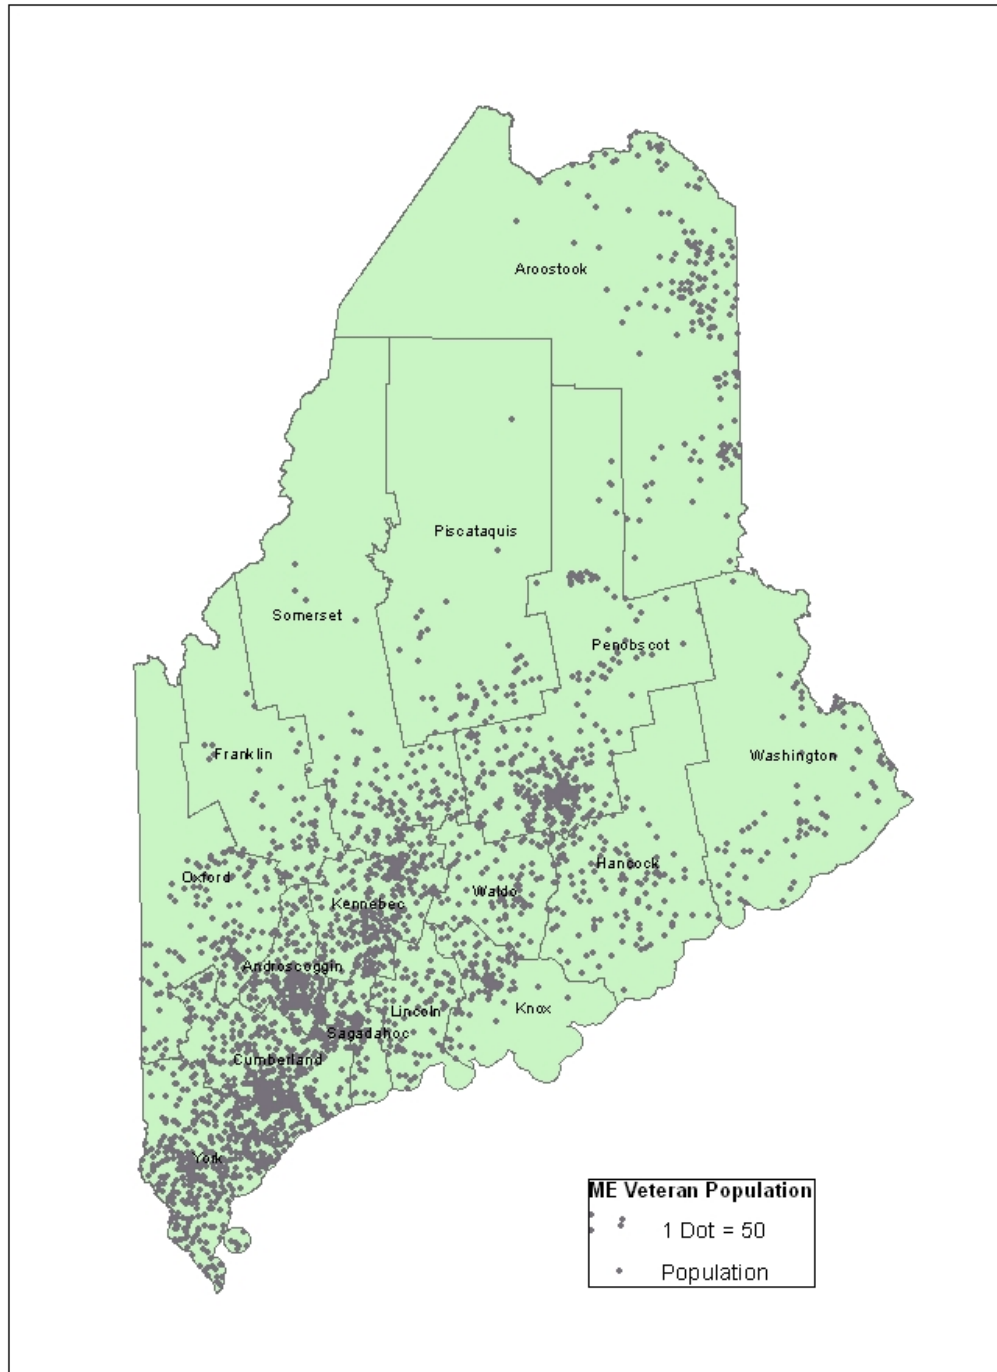 Aroostook
Piscataquis
Somerset
Penobscot
Franklin
Washington
Hancock
Oxford
Waldo
Kennebec
Androscoggin
Lincoln
Knox
Sagadahoc
Cumberland
York
ME Veteran Population
1 Dot = 50
Population